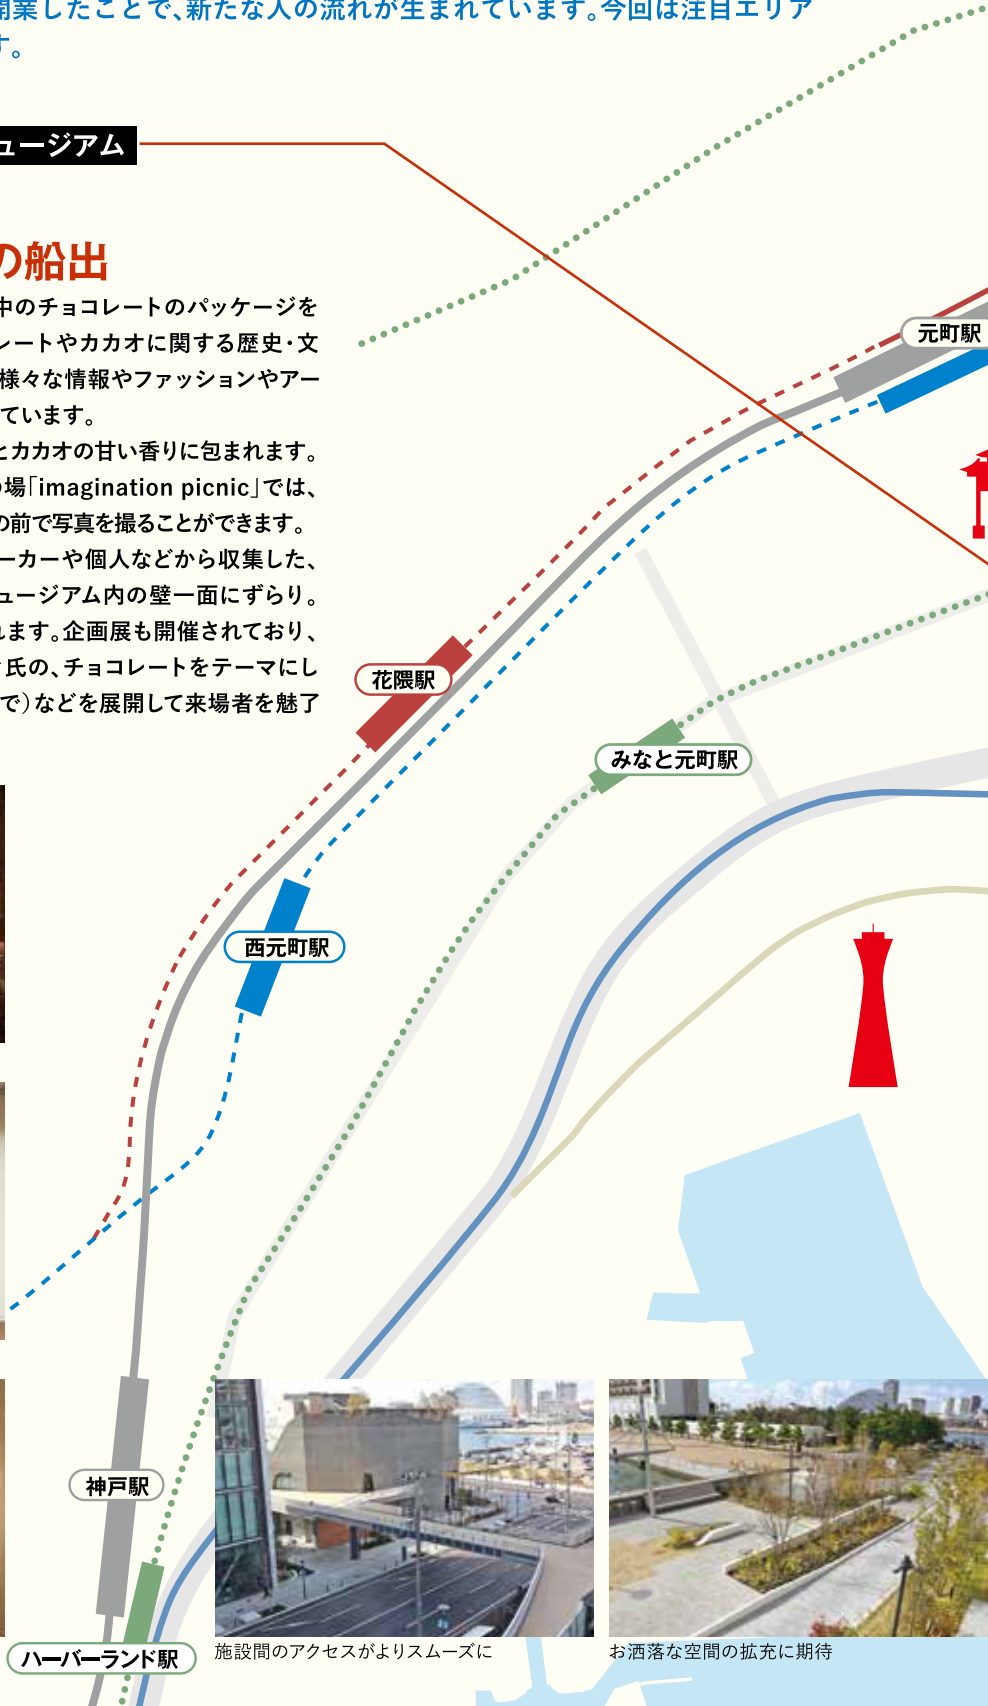 開業したことで、新たな人の流れが生まれています。今回は注目エリア
す。
ュージアム
の船出
中のチョコレートのパッケージを
レートやカカオに関する歴史・文
様々な情報やファッションやアー
ています。
とカカオの甘い香りに包まれます。
の場「imagination picnic」では、
の前で写真を撮ることができます。
ーカーや個人などから収集した、
ュージアム内の壁一面にずらり。
れます。企画展も開催されており、
氏の、チョコレートをテーマにし
で)などを展開して来場者を魅了
元町駅
花隈駅
みなと元町駅
西元町駅
神戸駅
ハーバーランド駅
施設間のアクセスがよりスムーズに
お洒落な空間の拡充に期待